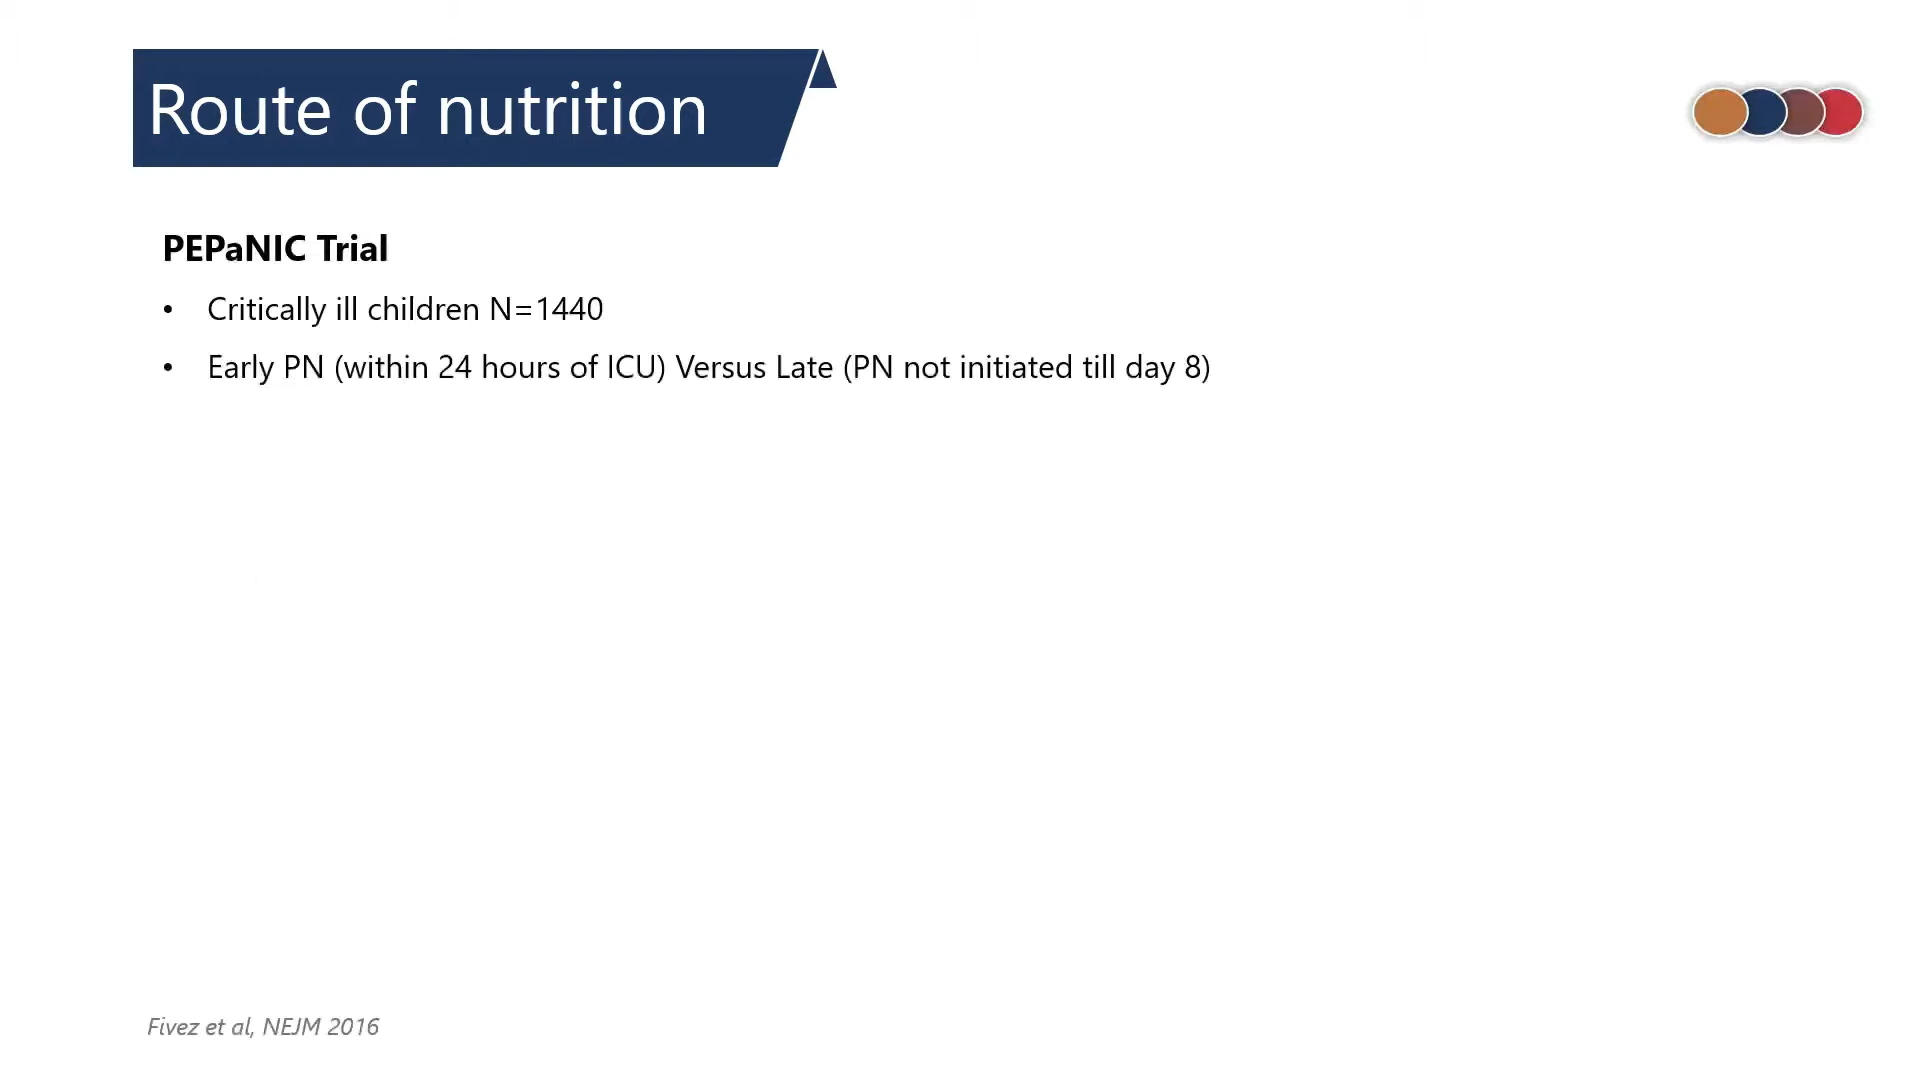 Route of nutrition
PEPaNIC Trial
• Critically ill children N=1440
• Early PN (within 24 hours of ICU) Versus Late (PN not initiated till day 8)
Fivez et al, NEJM 2016